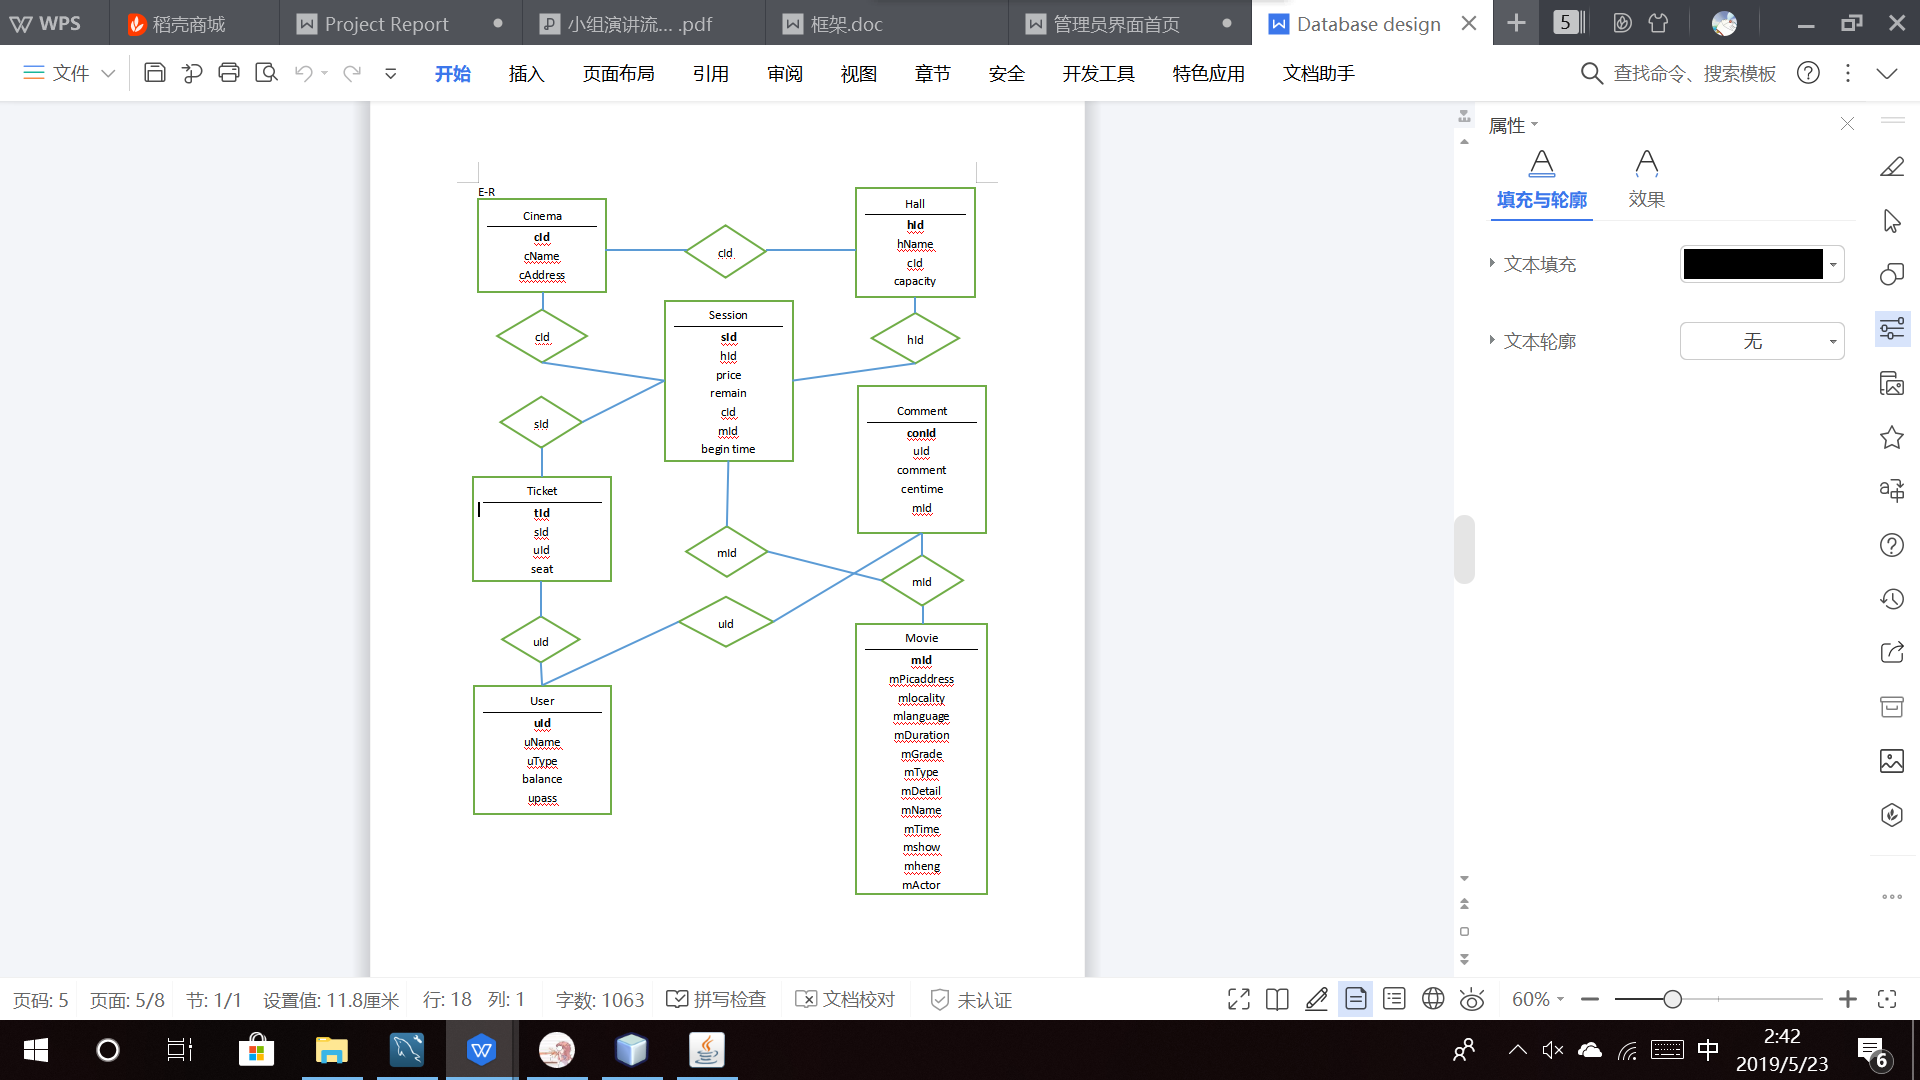 WPS
稻壳商城
Project Report
小组演讲流... .pdf
框架.doc
管理员界面首页
Database design
5
文件
开始
插入
页面布局
引用
审阅
视图
章节
安全
开发工具
特色应用
文档助手
查找命令、搜索模板
E-R
Cinema
cId
cName
cAddress
cId
Hall
hId
hName
cId
capacity
cId
Session
sId
hId
price
remain
cId
mId
begin time
hId
sId
Comment
conId
uId
comment
centime
mId
Ticket
tId
sId
uId
seat
mId
mId
uId
uId
User
uId
uName
uType
balance
upass
Movie
mId
mPicaddress
mlocality
mlanguage
mDuration
mGrade
mType
mDetail
mName
mTime
mshow
mheng
mActor
属性
填充与轮廓
效果
文本填充
文本轮廓
无
页码: 5
页面: 5/8
节: 1/1
设置值: 11.8厘米
行: 18
列: 1
字数: 1063
拼写检查
文档校对
未认证
60%
中
2:42
2019/5/23
6